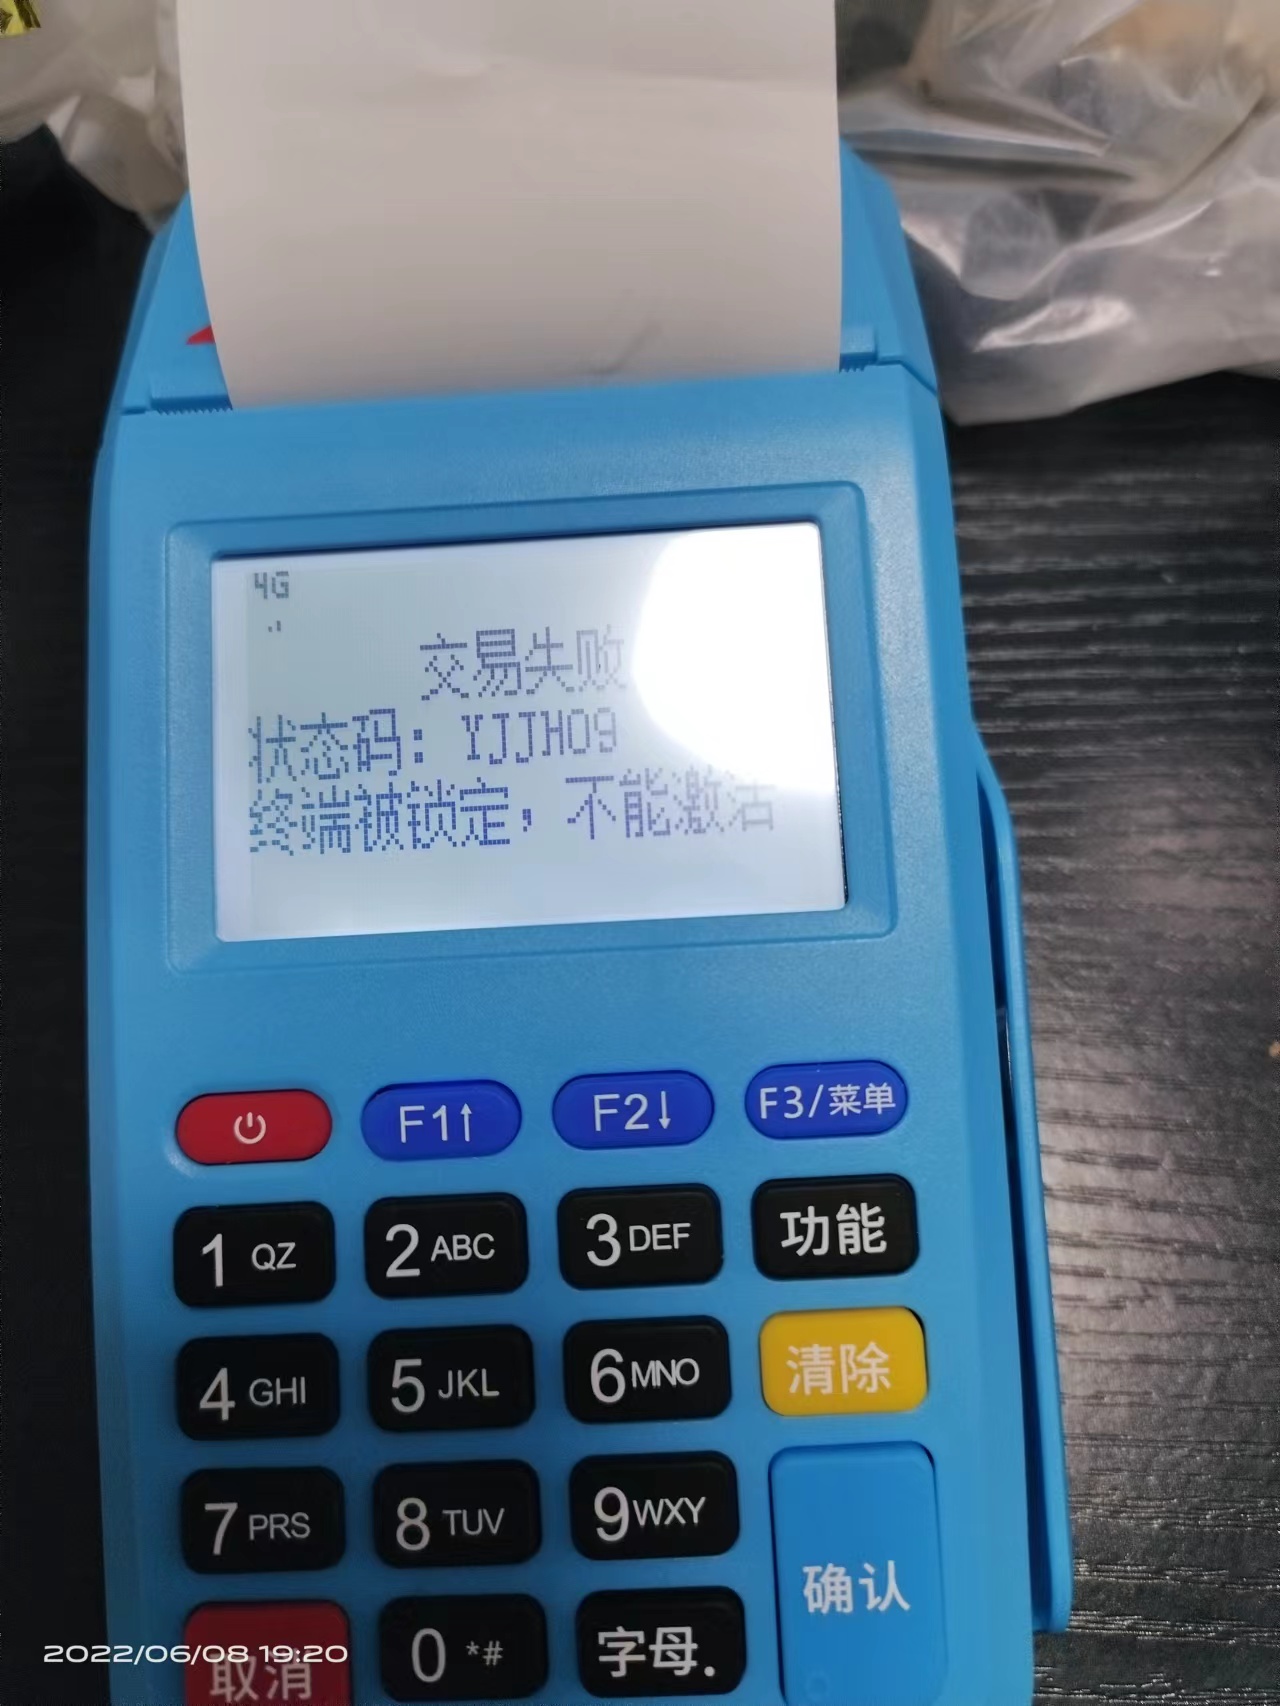 4G
交易失败
状态码：YJJH09
终端被锁定，不能激活
F1↑
F2↓
F3/菜单
1 QZ
2 ABC
3 DEF
功能
4 GHI
5 JKL
6 MNO
清除
7 PRS
8 TUV
9 WXY
确认
取消
0 *#
字母.
2022/06/08 19:20